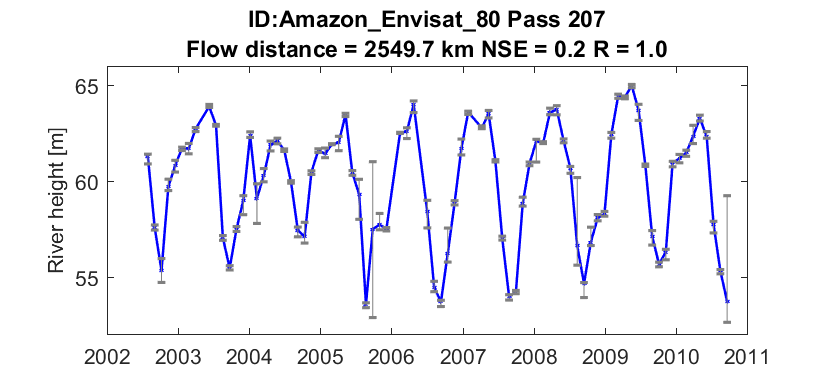 ID:Amazon_Envisat_80 Pass 207
Flow distance = 2549.7 km NSE = 0.2 R = 1.0
River height [m]
65
60
55
2002 2003 2004 2005 2006 2007 2008 2009 2010 2011